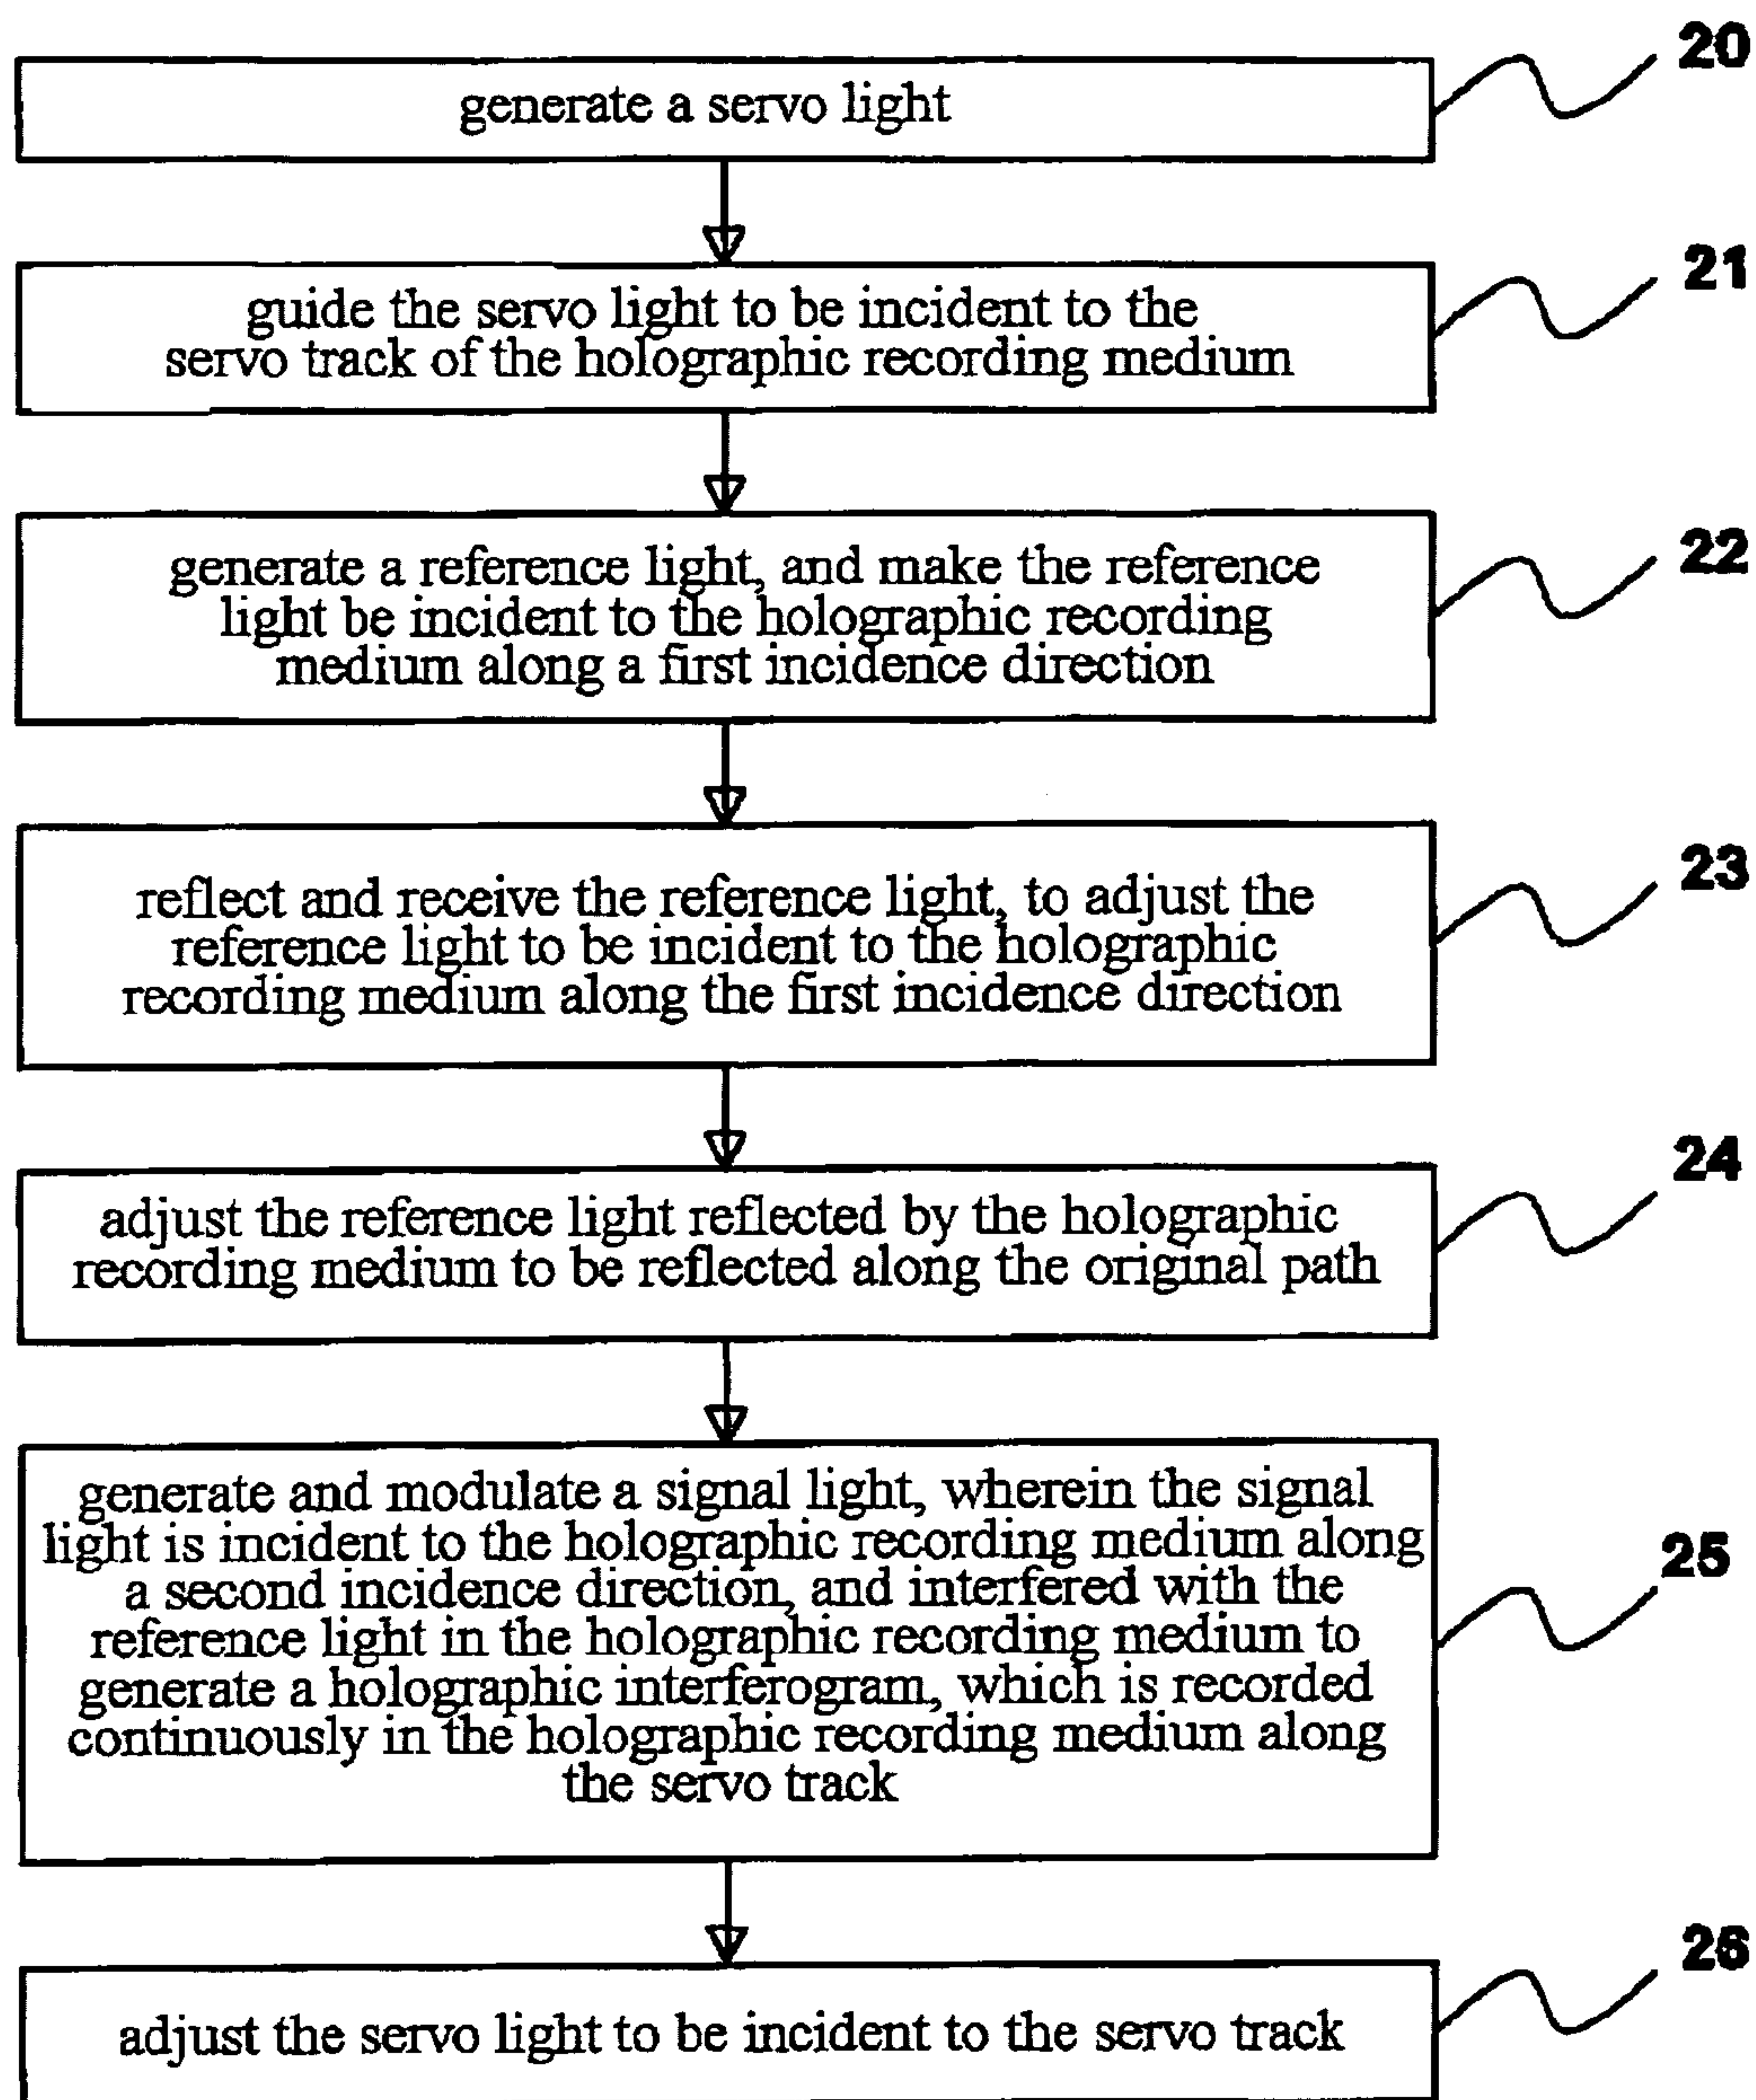 20
generate a servo light
21
guide the servo light to be incident to the
servo track of the holographic recording medium
22
generate a reference light, and make the reference
light be incident to the holographic recording
medium along a first incidence direction
23
reflect and receive the reference light, to adjust the
reference light to be incident to the holographic
recording medium along the first incidence direction
24
adjust the reference light reflected by the holographic
recording medium to be reflected along the original path
generate and modulate a signal light, wherein the signal
light is incident to the holographic recording medium along
25
a second incidence direction, and interfered with the
reference light in the holographic recording medium to
generate a holographic interferogram, which is recorded
continuously in the holographic recording medium along
the servo track
26
adjust the servo light to be incident to the servo track